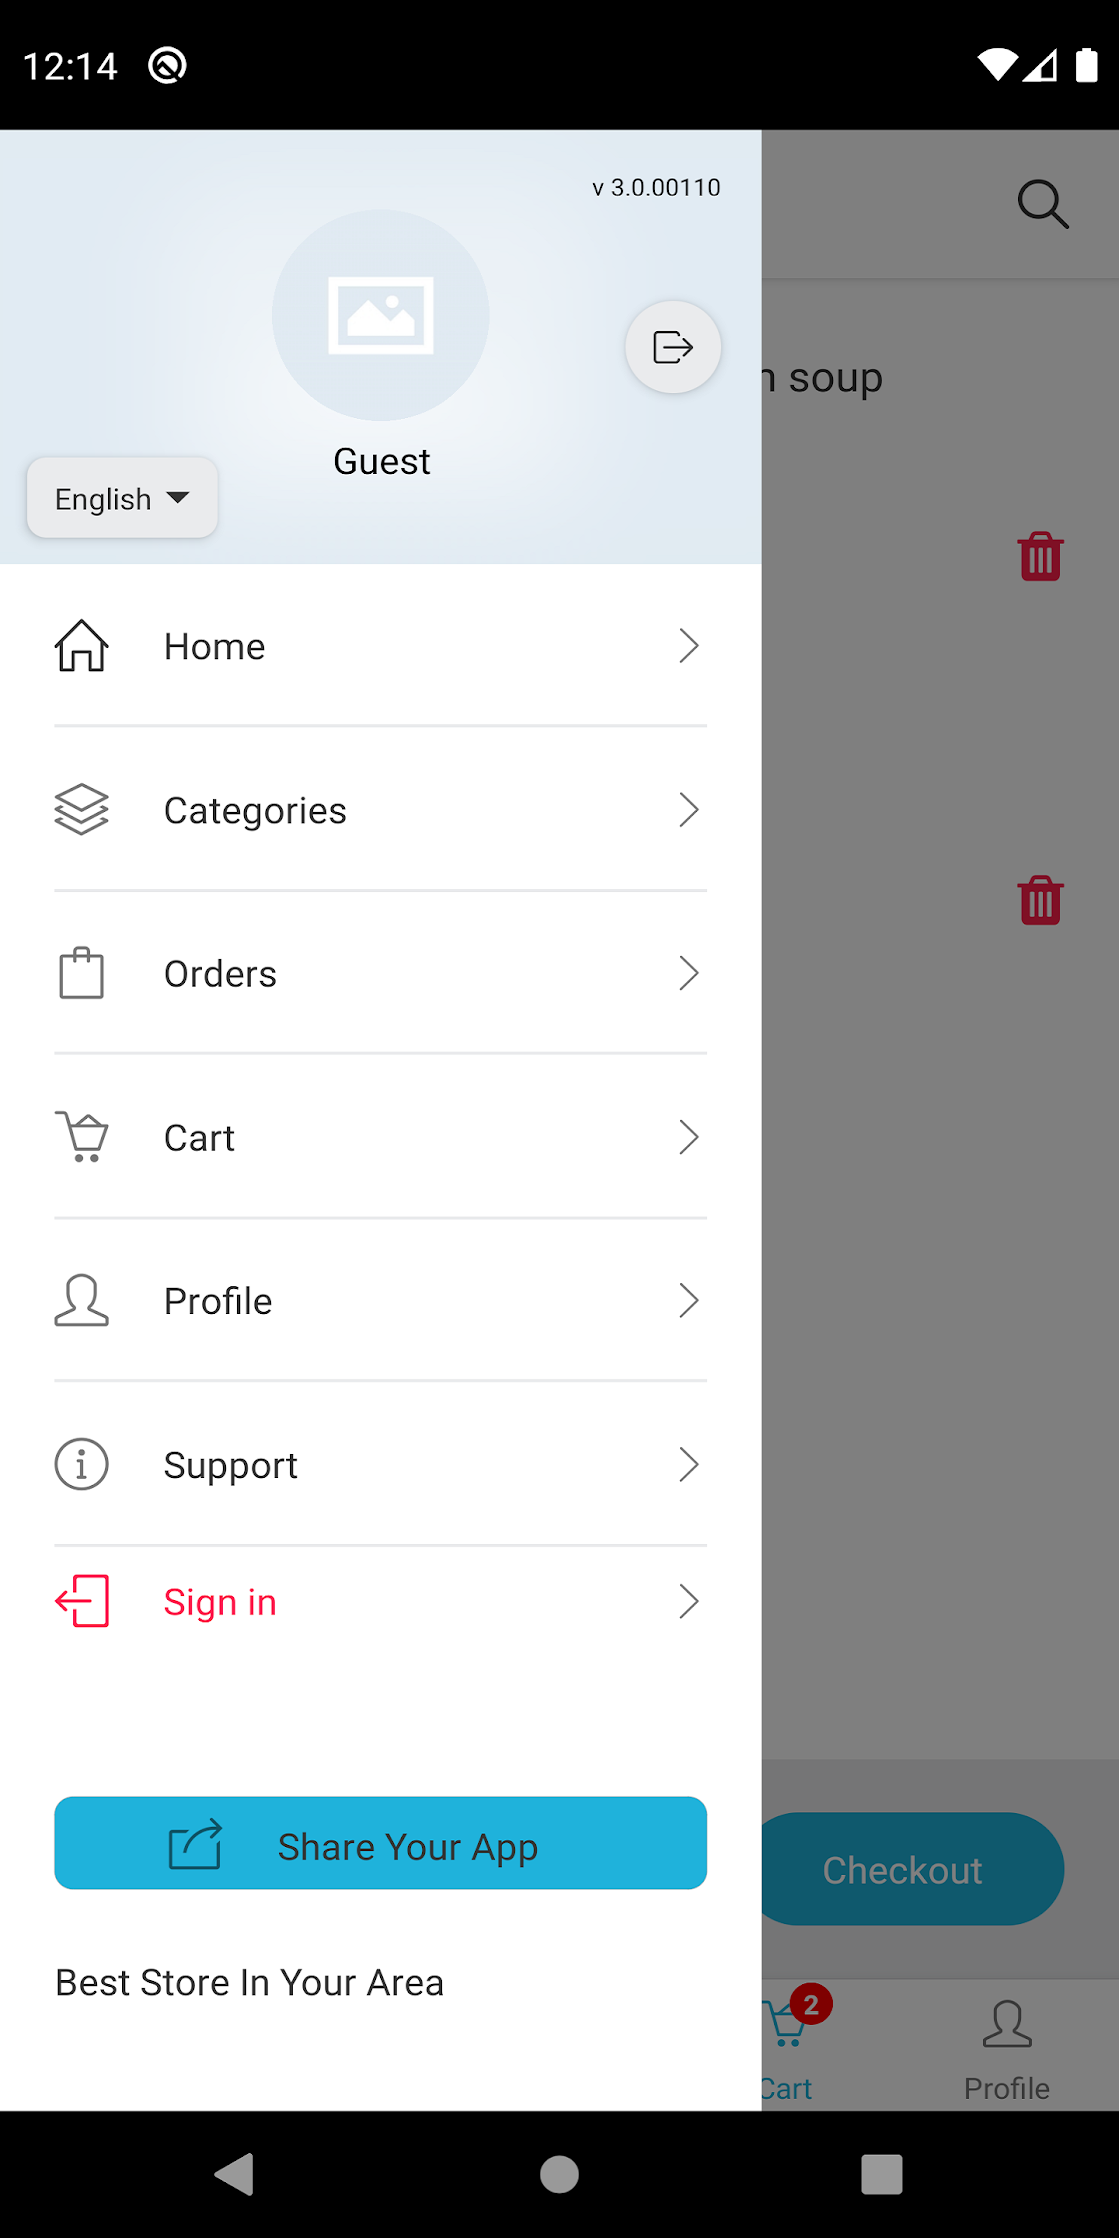 12:14
v 3.0.00110
soup
Guest
English
Home
Categories
Orders
Cart
Profile
Support
Sign in
Share Your App
Checkout
Best Store In Your Area
2
Cart
Profile